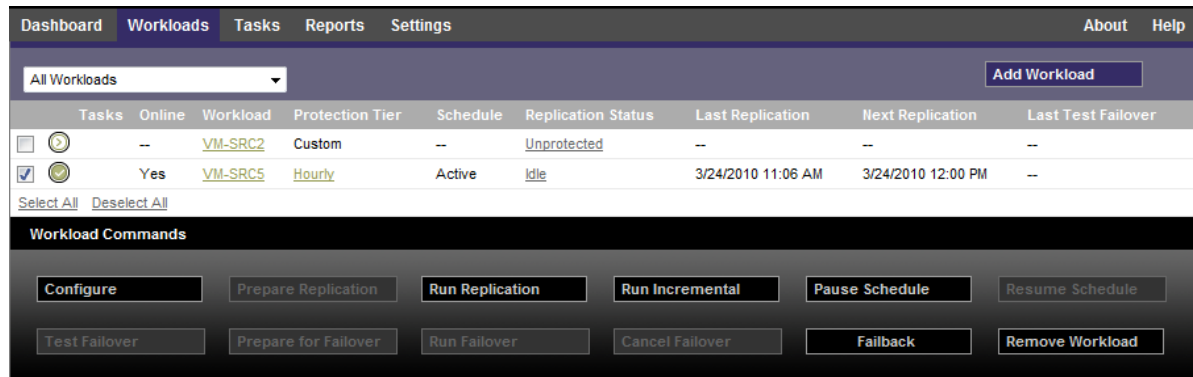 Dashboard Workloads Tasks Reports Settings About Help
All Workloads Add Workload
Tasks Online Workload Protection Tier Schedule Replication Status Last Replication Next Replication Last Test Failover
-- VM-SRC2 Custom -- Unprotected -- -- --
Yes VM-SRC5 Hourly Active Idle 3/24/2010 11:06 AM 3/24/2010 12:00 PM --
Select All Deselect All
Workload Commands
Configure Prepare Replication Run Replication Run Incremental Pause Schedule Resume Schedule
Test Failover Prepare for Failover Run Failover Cancel Failover Failback Remove Workload